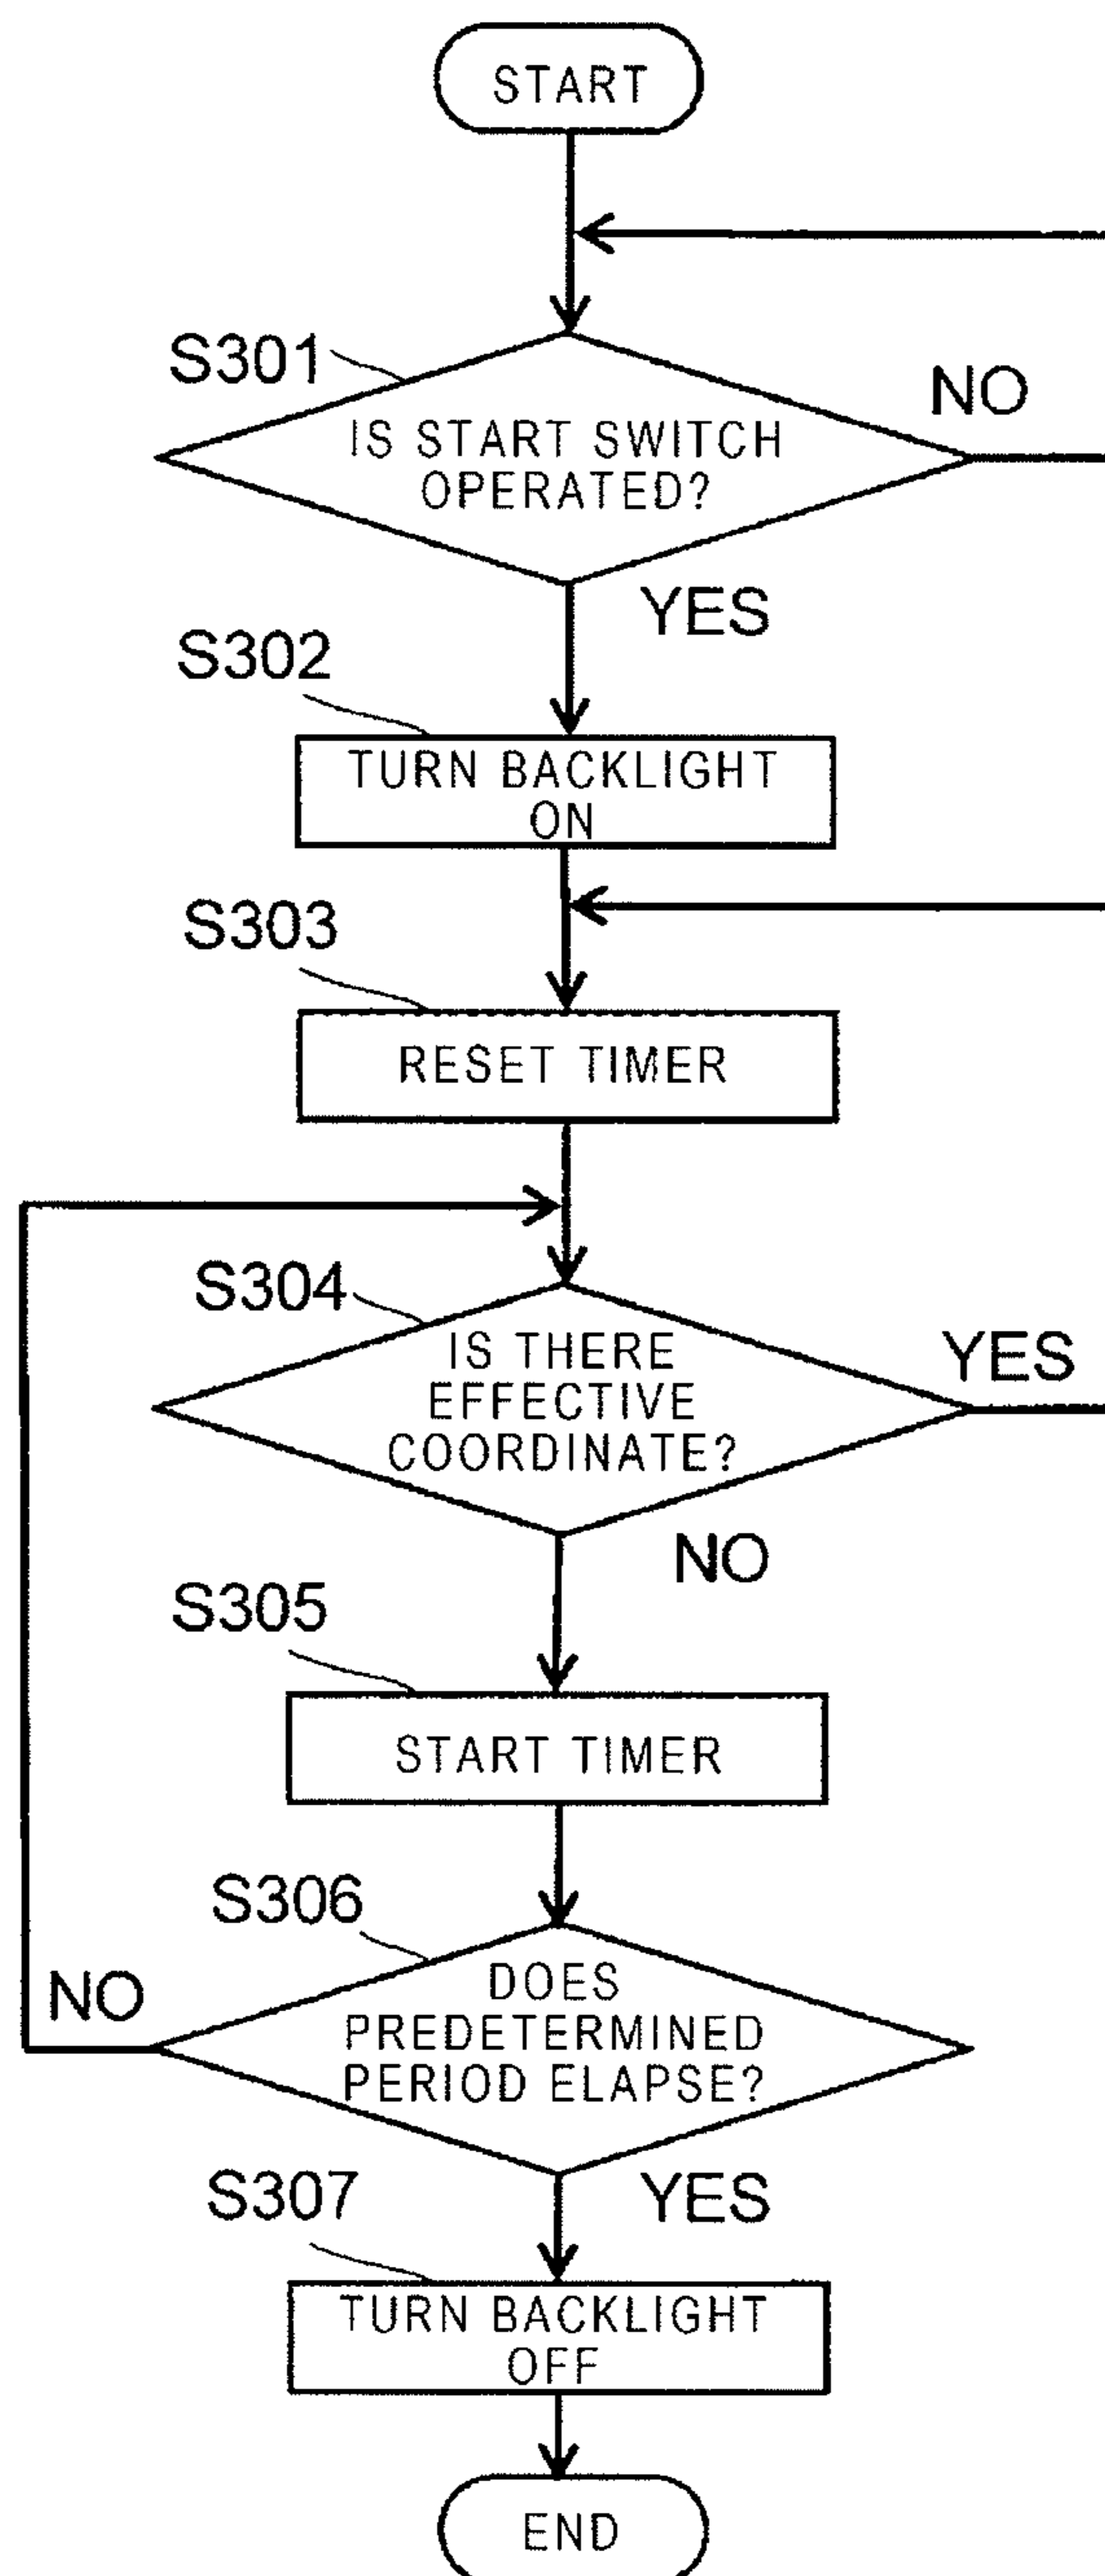 START
S301
IS START SWITCH
OPERATED?
NO
YES
S302
TURN BACKLIGHT
ON
S303
RESET TIMER
S304
IS THERE
EFFECTIVE
COORDINATE?
YES
NO
S305
START TIMER
S306
DOES
PREDETERMINED
PERIOD ELAPSE?
NO
YES
S307
TURN BACKLIGHT
OFF
END